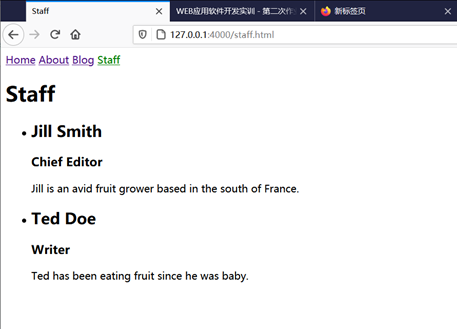 Staff
WEB应用软件开发实训 - 第二次作
新标签页
127.0.0.1:4000/staff.html
Home About Blog Staff
Staff
Jill Smith
Chief Editor
Jill is an avid fruit grower based in the south of France.
Ted Doe
Writer
Ted has been eating fruit since he was baby.